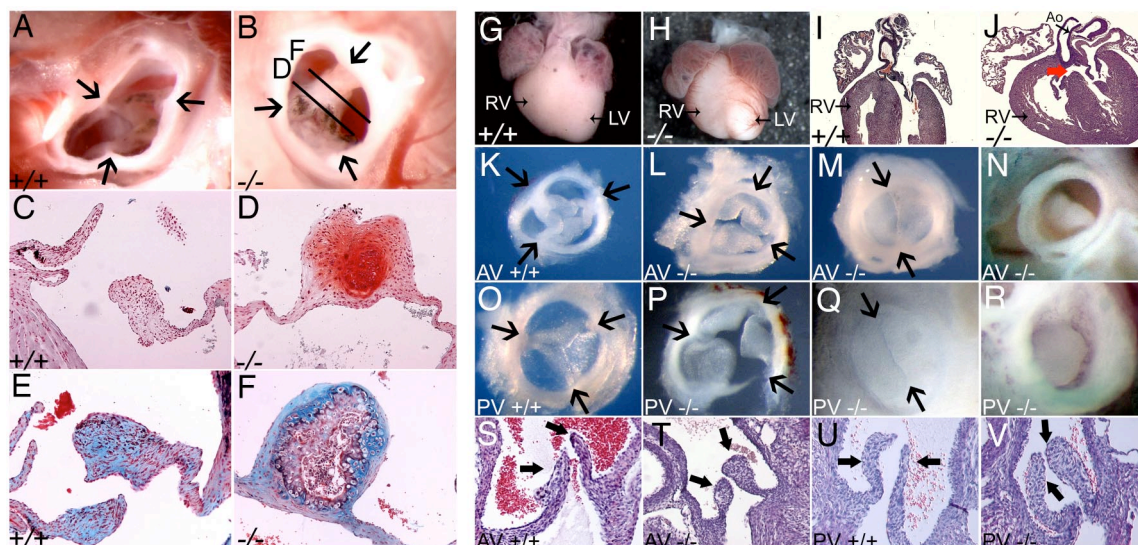 A
+/+
B
D F
-/-
C
+/+
D
-/-
E
+/+
F
-/-
G
RV
LV
+/+
H
RV
LV
-/-
I
RV
+/+
J
Ao
RV
-/-
K
AV +/+
L
AV -/-
M
AV -/-
N
AV -/-
O
PV +/+
P
PV -/-
Q
PV -/-
R
PV -/-
S
AV +/+
T
AV -/-
U
PV +/+
V
PV -/-